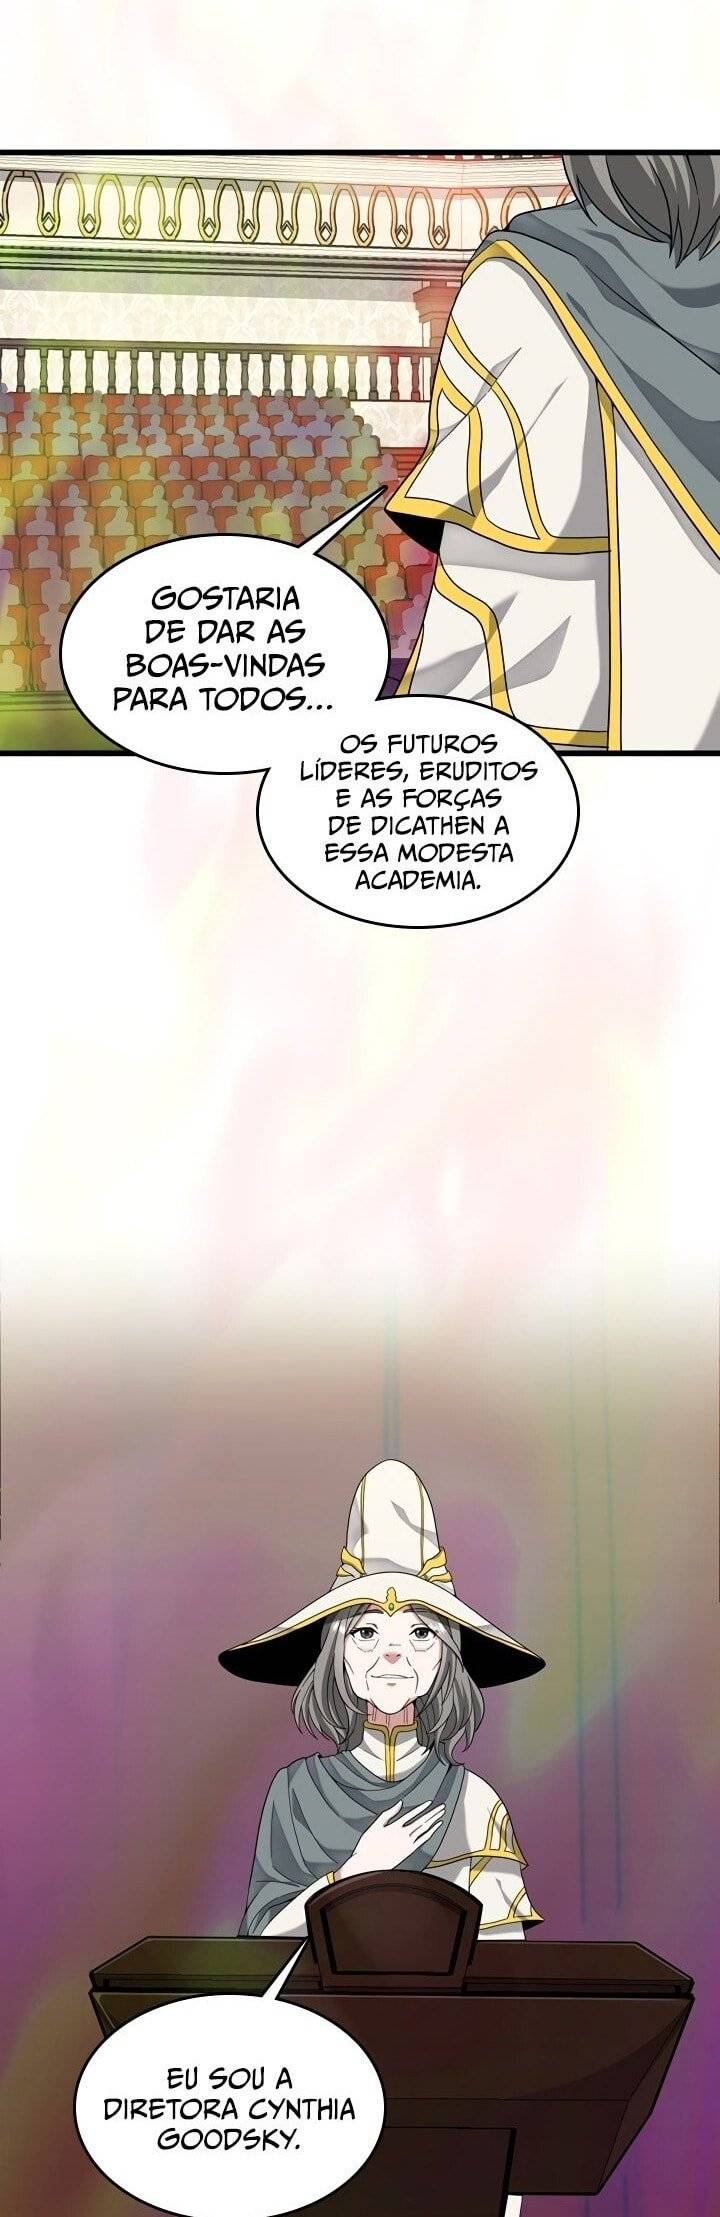 GOSTARIA
DE DAR AS
BOAS-VINDAS
PARA TODOS...
OS FUTUROS
LÍDERES, ERUDITOS
E AS FORÇAS
DE DICATHEN A
ESSA MODESTA
ACADEMIA.
EU SOU A
DIRETORA CYNTHIA
GOODSKY.